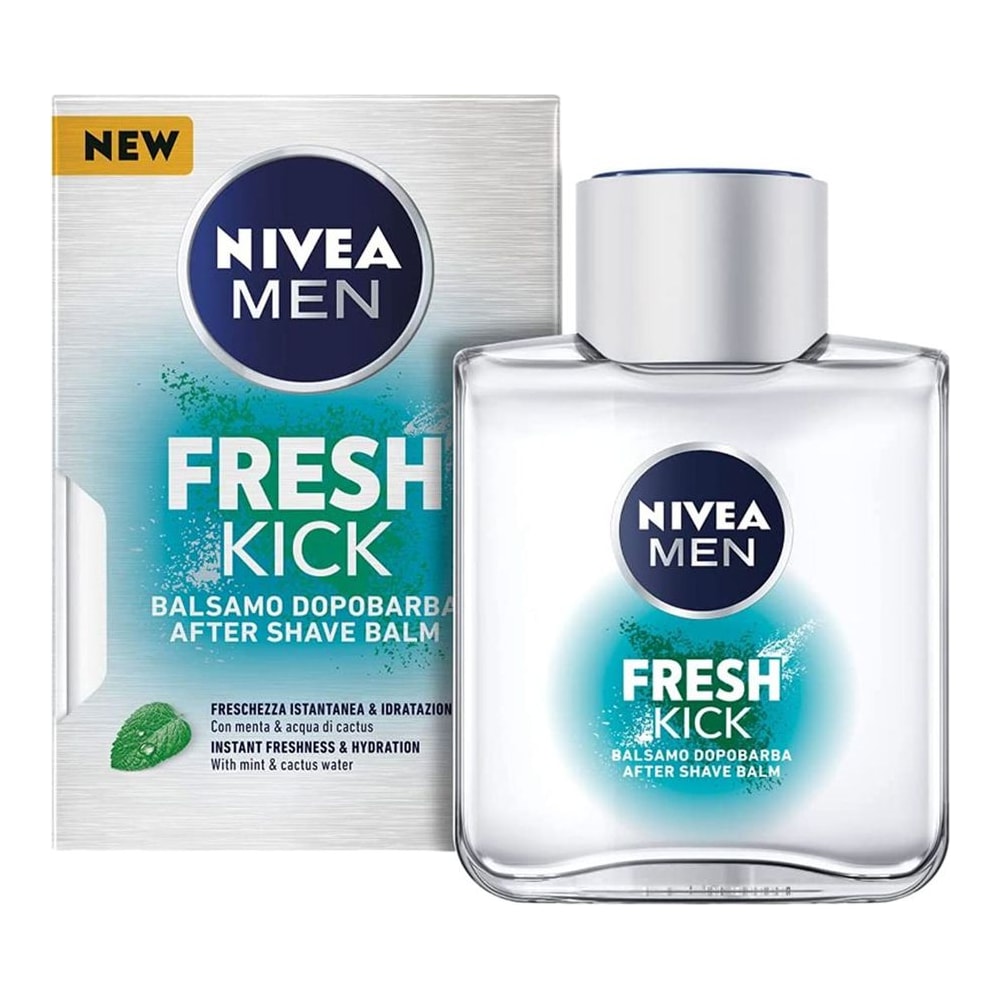 NEW
NIVEA
MEN
FRESH
KICK
BALSAMO DOPOBARBA
AFTER SHAVE BALM
FRESCHEZZA ISTANTANEA & IDRATAZION
Con menta & acqua di cactus
INSTANT FRESHNESS & HYDRATION
With mint & cactus water
NIVEA
MEN
FRESH
KICK
BALSAMO DOPOBARBA
AFTER SHAVE BALM